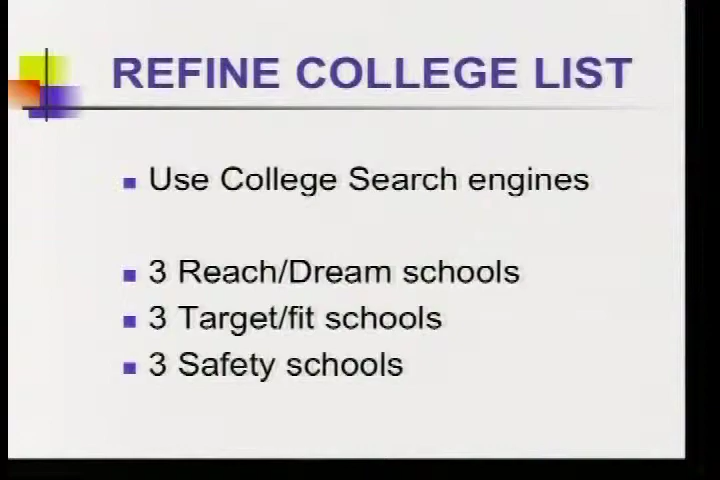 REFINE COLLEGE LIST
Use College Search engines
3 Reach/Dream schools
3 Target/fit schools
3 Safety schools